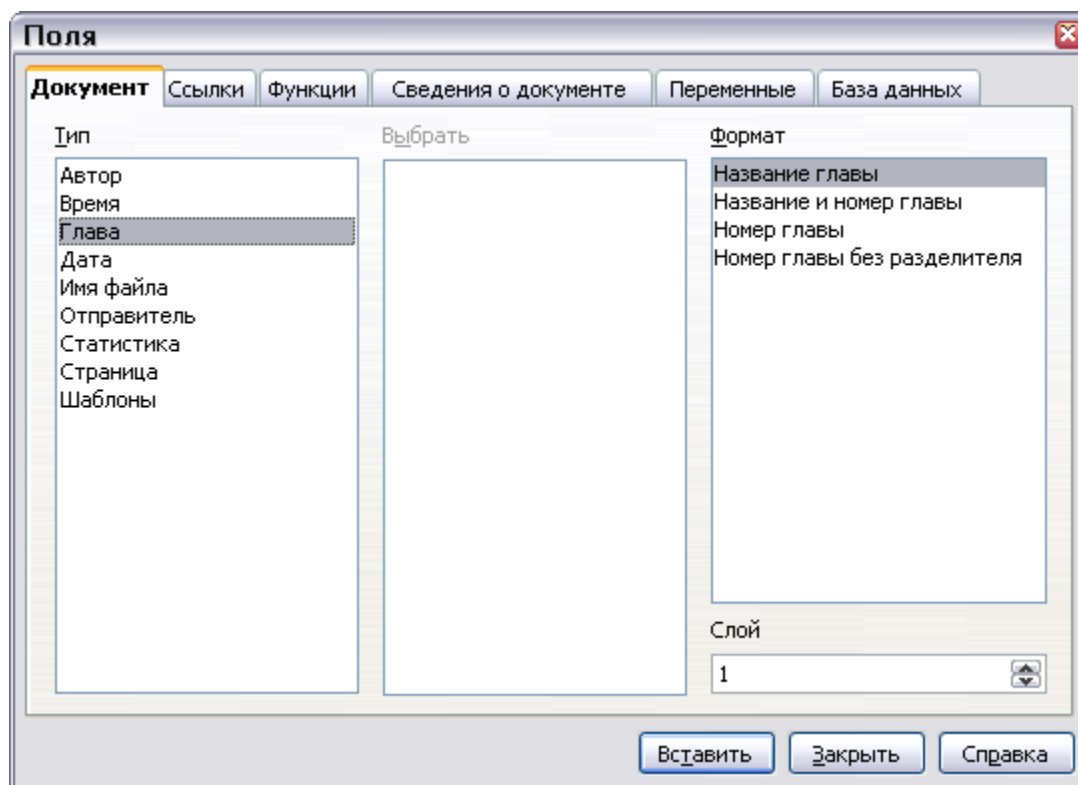 Поля
Документ Ссылки Функции Сведения о документе Переменные База данных
Тип Выбрать Формат
Автор
Время
Глава
Дата
Имя файла
Отправитель
Статистика
Страница
Шаблоны
Название главы
Название и номер главы
Номер главы
Номер главы без разделителя
Слой
1
Вставить Закрыть Справка